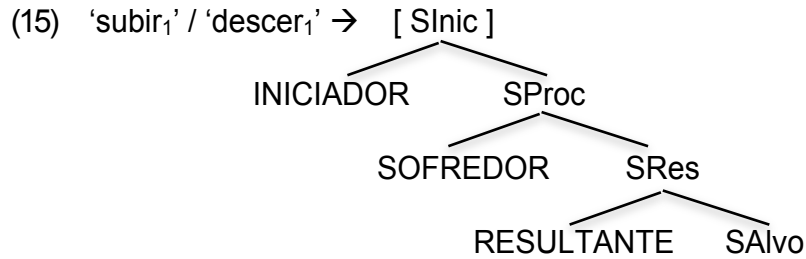 (15) ‘subir₁’ / ‘descer₁’ → [ SInic ]
INICIADOR SProc
SOFREDOR SRes
RESULTANTE SAlvo